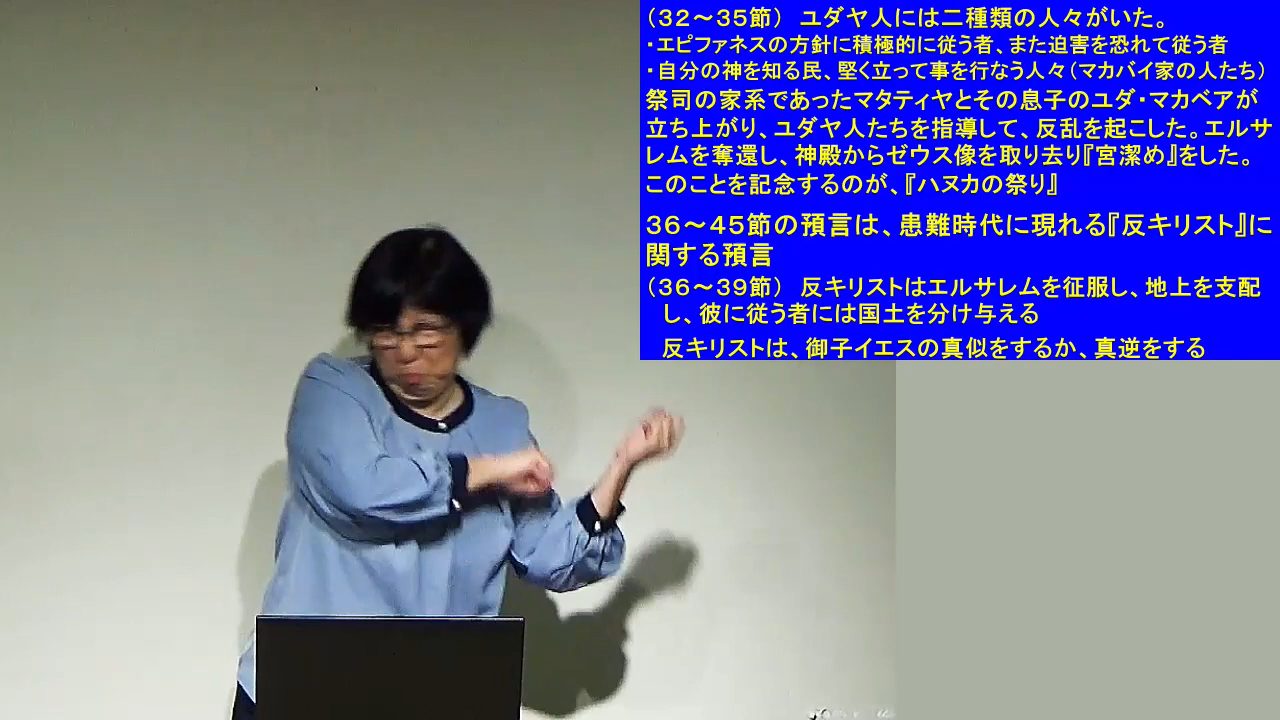 （３２～３５節）　ユダヤ人には二種類の人々がいた。
・エピファネスの方針に積極的に従う者、また迫害を恐れて従う者
・自分の神を知る民、堅く立って事を行なう人々（マカバイ家の人たち）
祭司の家系であったマタティヤとその息子のユダ・マカベアが
立ち上がり、ユダヤ人たちを指導して、反乱を起こした。エルサ
レムを奪還し、神殿からゼウス像を取り去り『宮潔め』をした。
このことを記念するのが、『ハヌカの祭り』
３６～４５節の預言は、患難時代に現れる『反キリスト』に
関する預言
（３６～３９節）　反キリストはエルサレムを征服し、地上を支配
し、彼に従う者には国土を分け与える
反キリストは、御子イエスの真似をするか、真逆をする